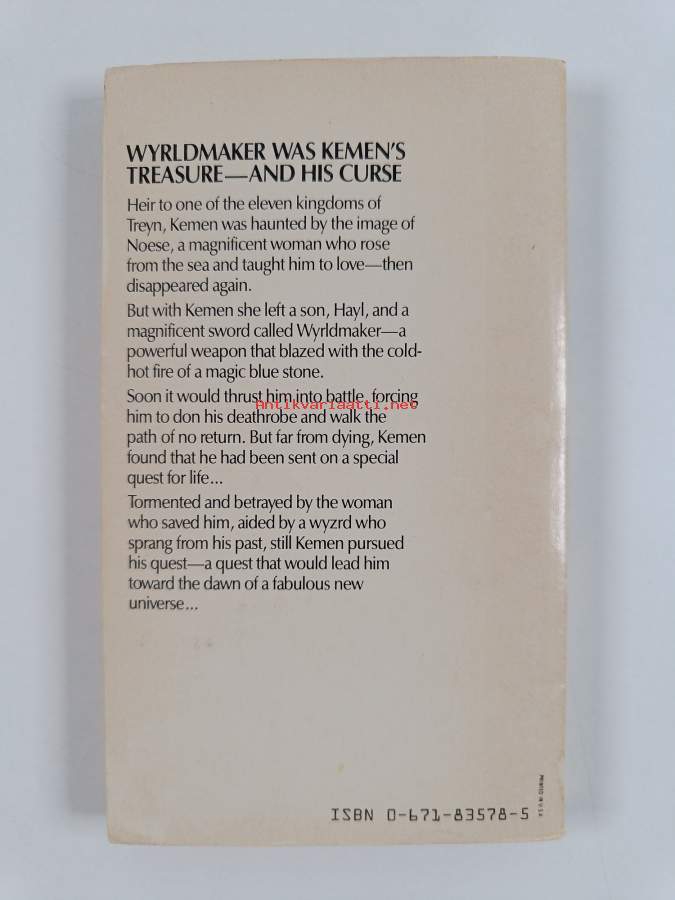 WYRLDMAKER WAS KEMEN'S
TREASURE—AND HIS CURSE
Heir to one of the eleven kingdoms of
Treyn, Kemen was haunted by the image of
Noese, a magnificent woman who rose
from the sea and taught him to love—then
disappeared again.
But with Kemen she left a son, Hayl, and a
magnificent sword called Wyrldmaker—a
powerful weapon that blazed with the cold-
hot fire of a magic blue stone.
Soon it would thrust him into battle, forcing
Antikvariaatti.net
him to don his deathrobe and walk the
path of no return. But far from dying, Kemen
found that he had been sent on a special
quest for life...
Tormented and betrayed by the woman
who saved him, aided by a wyzrd who
sprang from his past, still Kemen pursued
his quest—a quest that would lead him
toward the dawn of a fabulous new
universe...
PRINTED IN U.S.A.
ISBN 0-671-83578-5